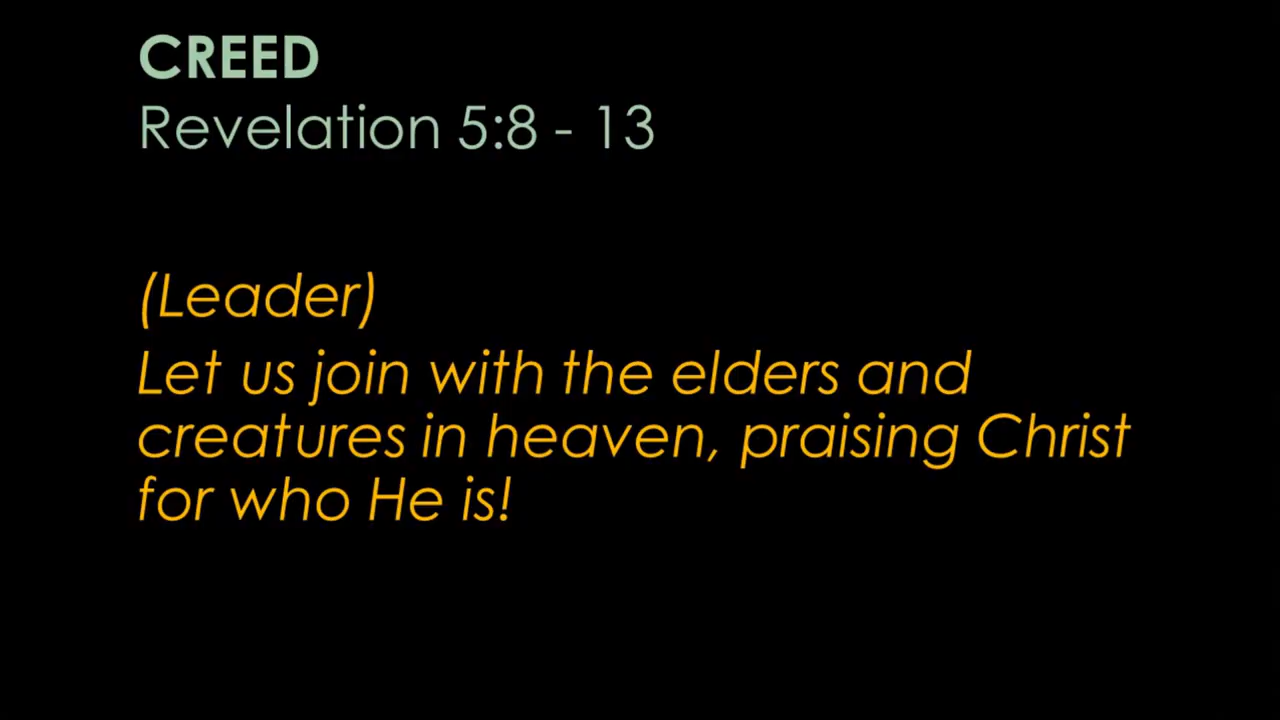 CREED
Revelation 5:8 - 13
(Leader)
Let us join with the elders and
creatures in heaven, praising Christ
for who He is!